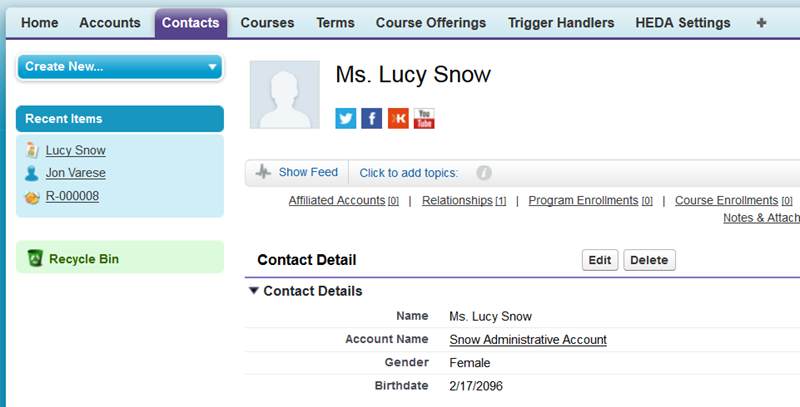 Home Accounts Contacts Courses Terms Course Offerings Trigger Handlers HEDA Settings +
Create New...
Recent Items
Lucy Snow
Jon Varese
R-000008
Recycle Bin
Ms. Lucy Snow
You Tube
Show Feed Click to add topics: i
Affiliated Accounts [0] | Relationships [1] | Program Enrollments [0] | Course Enrollments [0]
Notes & Attach
Contact Detail Edit Delete
Contact Details
Name Ms. Lucy Snow
Account Name Snow Administrative Account
Gender Female
Birthdate 2/17/2096